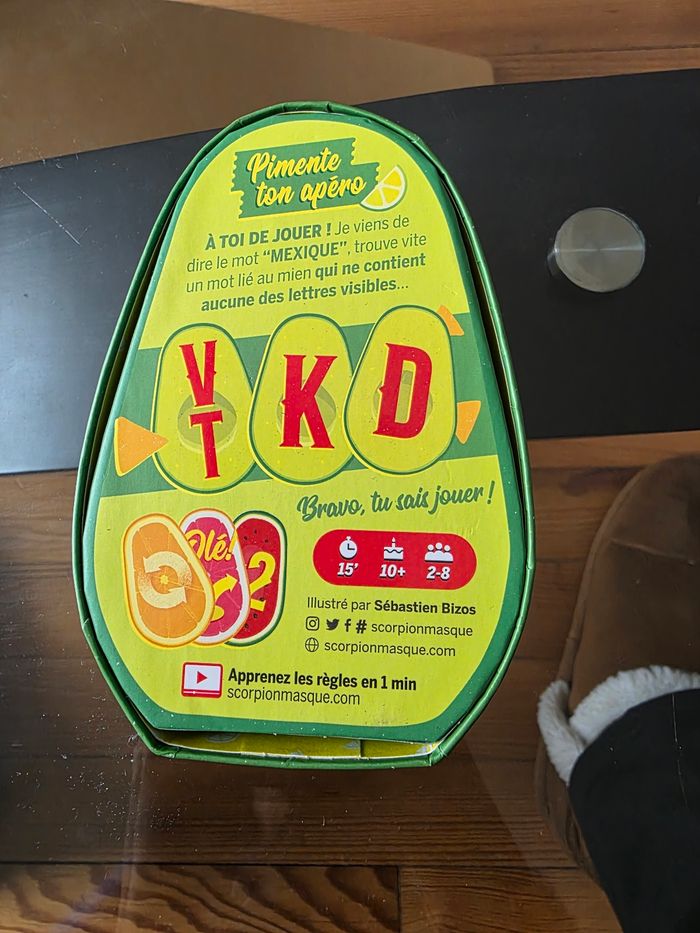 Pimente
ton apéro
À TOI DE JOUER ! Je viens de
dire le mot “MEXIQUE”, trouve vite
un mot lié au mien qui ne contient
aucune des lettres visibles...
V
T
K
D
Bravo, tu sais jouer !
Olé!
2
15’ 10+ 2-8
Illustré par Sébastien Bizos
f # scorpionmasque
scorpionmasque.com
Apprenez les règles en 1 min
scorpionmasque.com